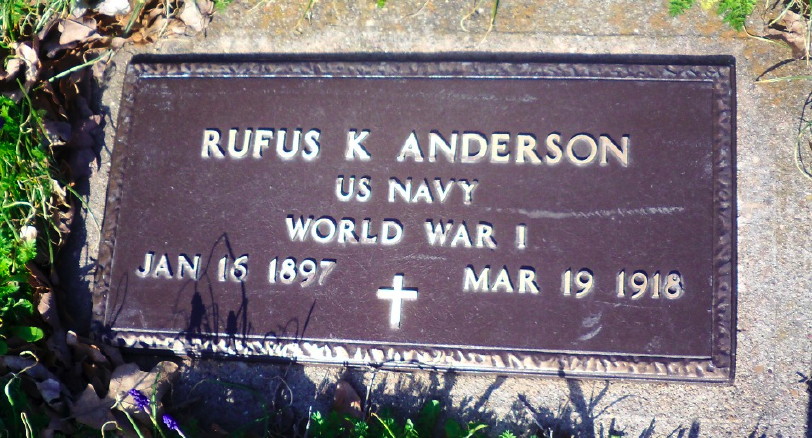 RUFUS K ANDERSON
US NAVY
WORLD WAR I
JAN 16 1897 MAR 19 1918